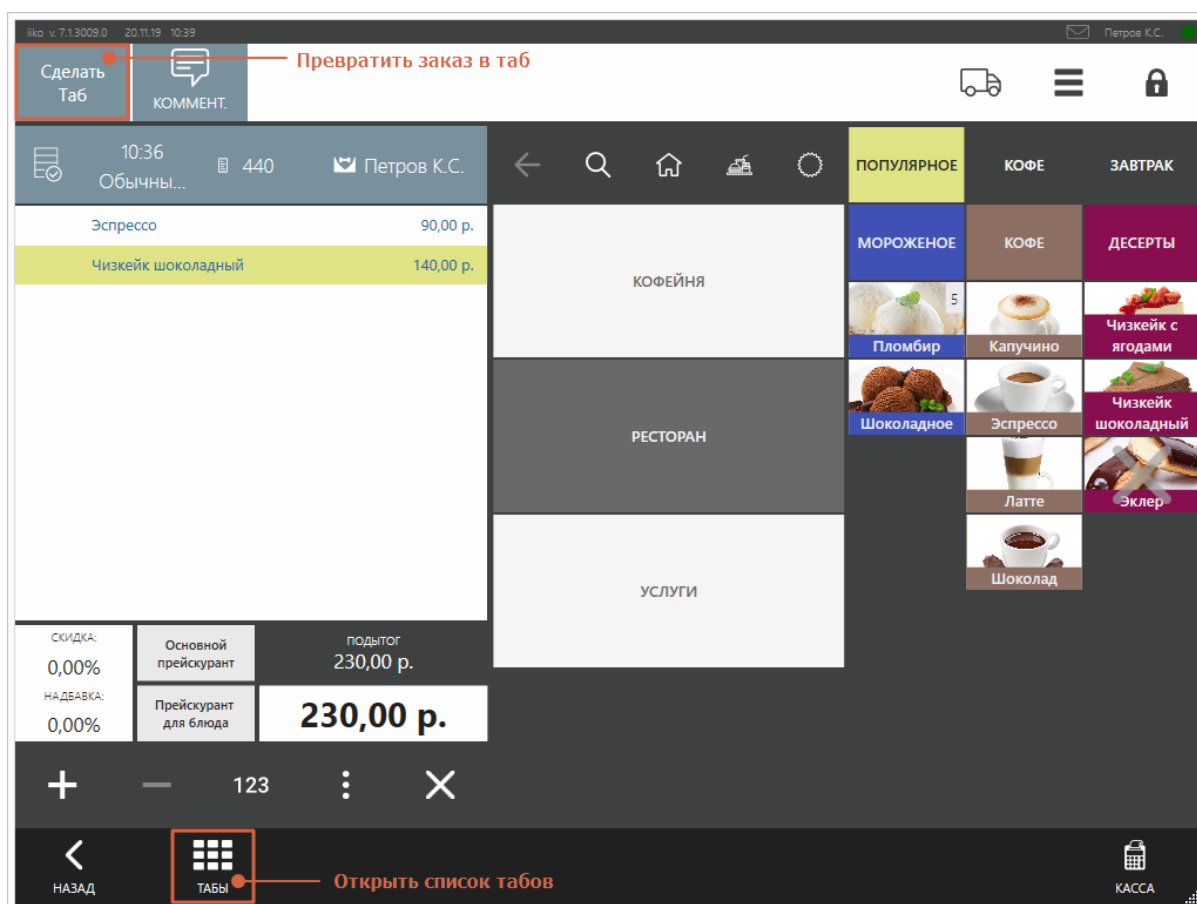 iiko v. 7.1.3009.0 20.11.19 10:39 Петров К.С.
Сделать
Таб
КОММЕНТ.
Превратить заказ в таб
10:36
Обычны...
440
Петров К.С.
ПОПУЛЯРНОЕ КОФЕ ЗАВТРАК
Эспрессо 90,00 р.
Чизкейк шоколадный 140,00 р.
КОФЕЙНЯ
РЕСТОРАН
УСЛУГИ
МОРОЖЕНОЕ КОФЕ ДЕСЕРТЫ
5
Пломбир
Капучино
Чизкейк с
ягодами
Шоколадное
Эспрессо
Чизкейк
шоколадный
Латте
Эклер
Шоколад
СКИДКА:
0,00%
Основной
прейскурант
ПОДЫТОГ
230,00 р.
НАДБАВКА:
0,00%
Прейскурант
для блюда
230,00 р.
123
НАЗАД
ТАБЫ
Открыть список табов
КАССА